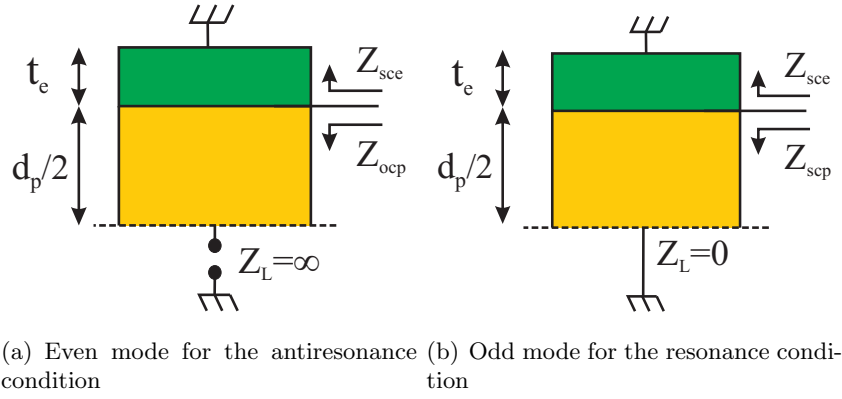 t_e
Z_sce
d_p/2
Z_ocp
Z_L=∞
t_e
Z_sce
d_p/2
Z_scp
Z_L=0
(a) Even mode for the antiresonance
condition
(b) Odd mode for the resonance condi-
tion